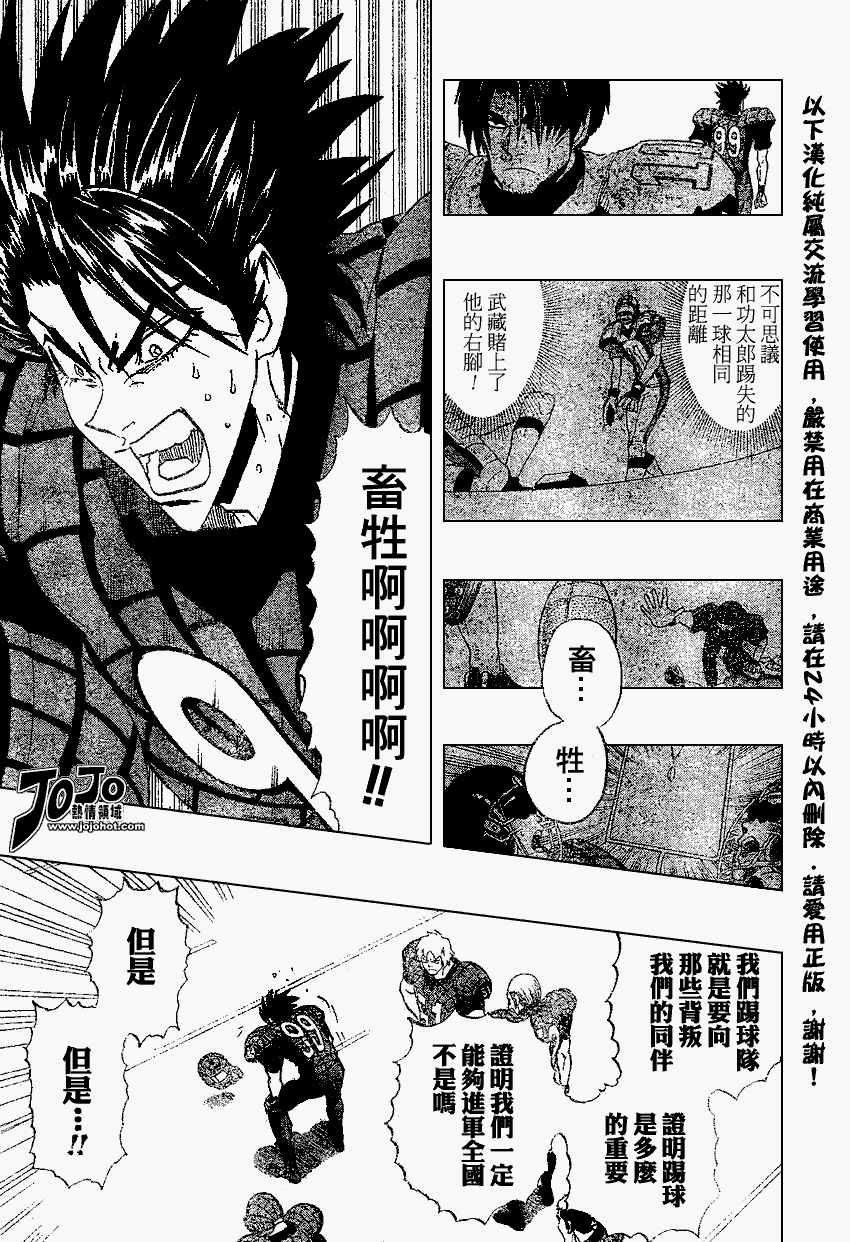 99
11
不可思議
和功太郎踢失的
那一球相同
的距離
武藏賭上了
他的右腳！
畜…
牲…
畜牲啊啊啊啊!!
我們踢球隊
就是要向
那些背叛
我們的同伴
證明踢球
是多麼
的重要
證明我們一定
能夠進軍全國
不是嗎
99
但是
但是…!!
JOJO
熱情領域
www.jojohot.com
以下漢化純屬交流學習使用，嚴禁用在商業用途，請在24小時以內刪除．請愛用正版，謝謝！